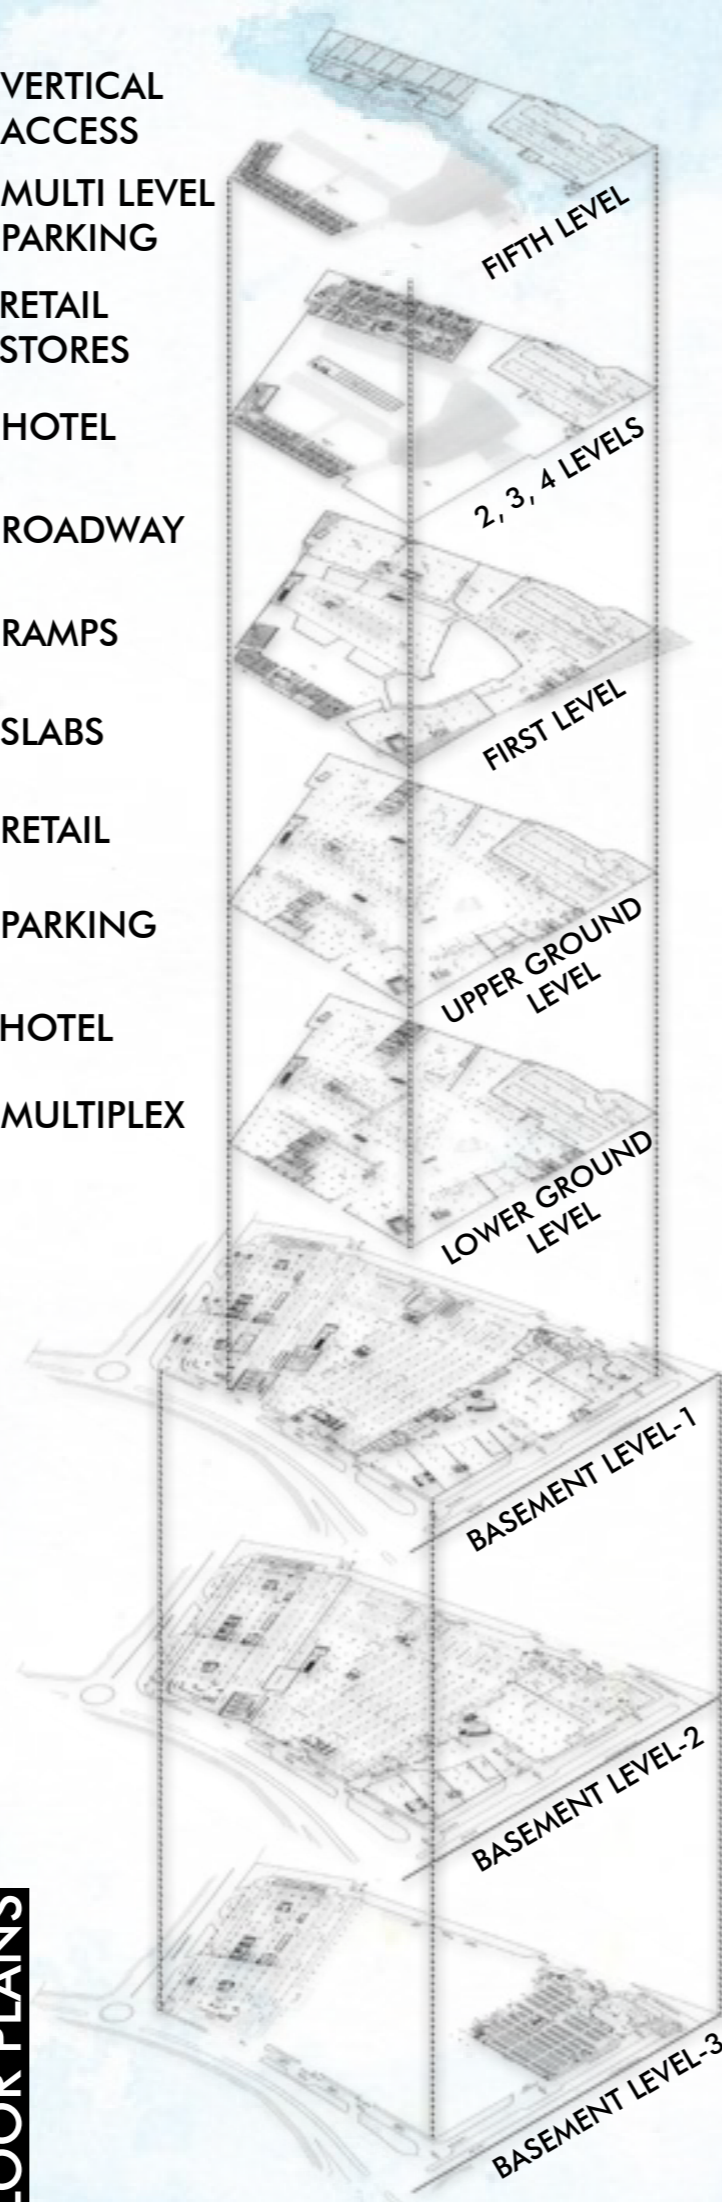 VERTICAL
ACCESS
MULTI LEVEL
PARKING
RETAIL
STORES
HOTEL
ROADWAY
RAMPS
SLABS
RETAIL
PARKING
HOTEL
MULTIPLEX
FIFTH LEVEL
2, 3, 4 LEVELS
FIRST LEVEL
UPPER GROUND
LEVEL
LOWER GROUND
LEVEL
BASEMENT LEVEL-1
BASEMENT LEVEL-2
BASEMENT LEVEL-3
LOOR PLANS